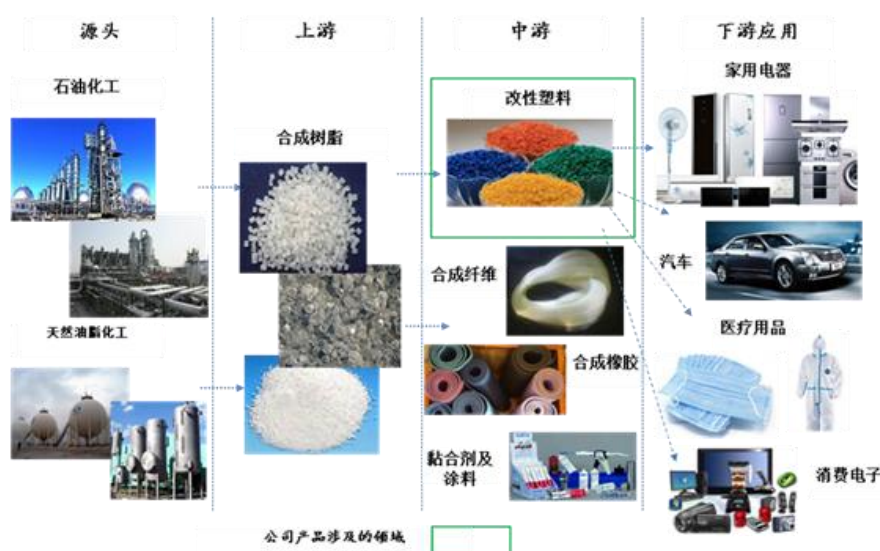 源头
上游
中游
下游应用
石油化工
天然油脂化工
合成树脂
改性塑料
合成纤维
合成橡胶
黏合剂及
涂料
家用电器
汽车
医疗用品
消费电子
公司产品涉及的领域